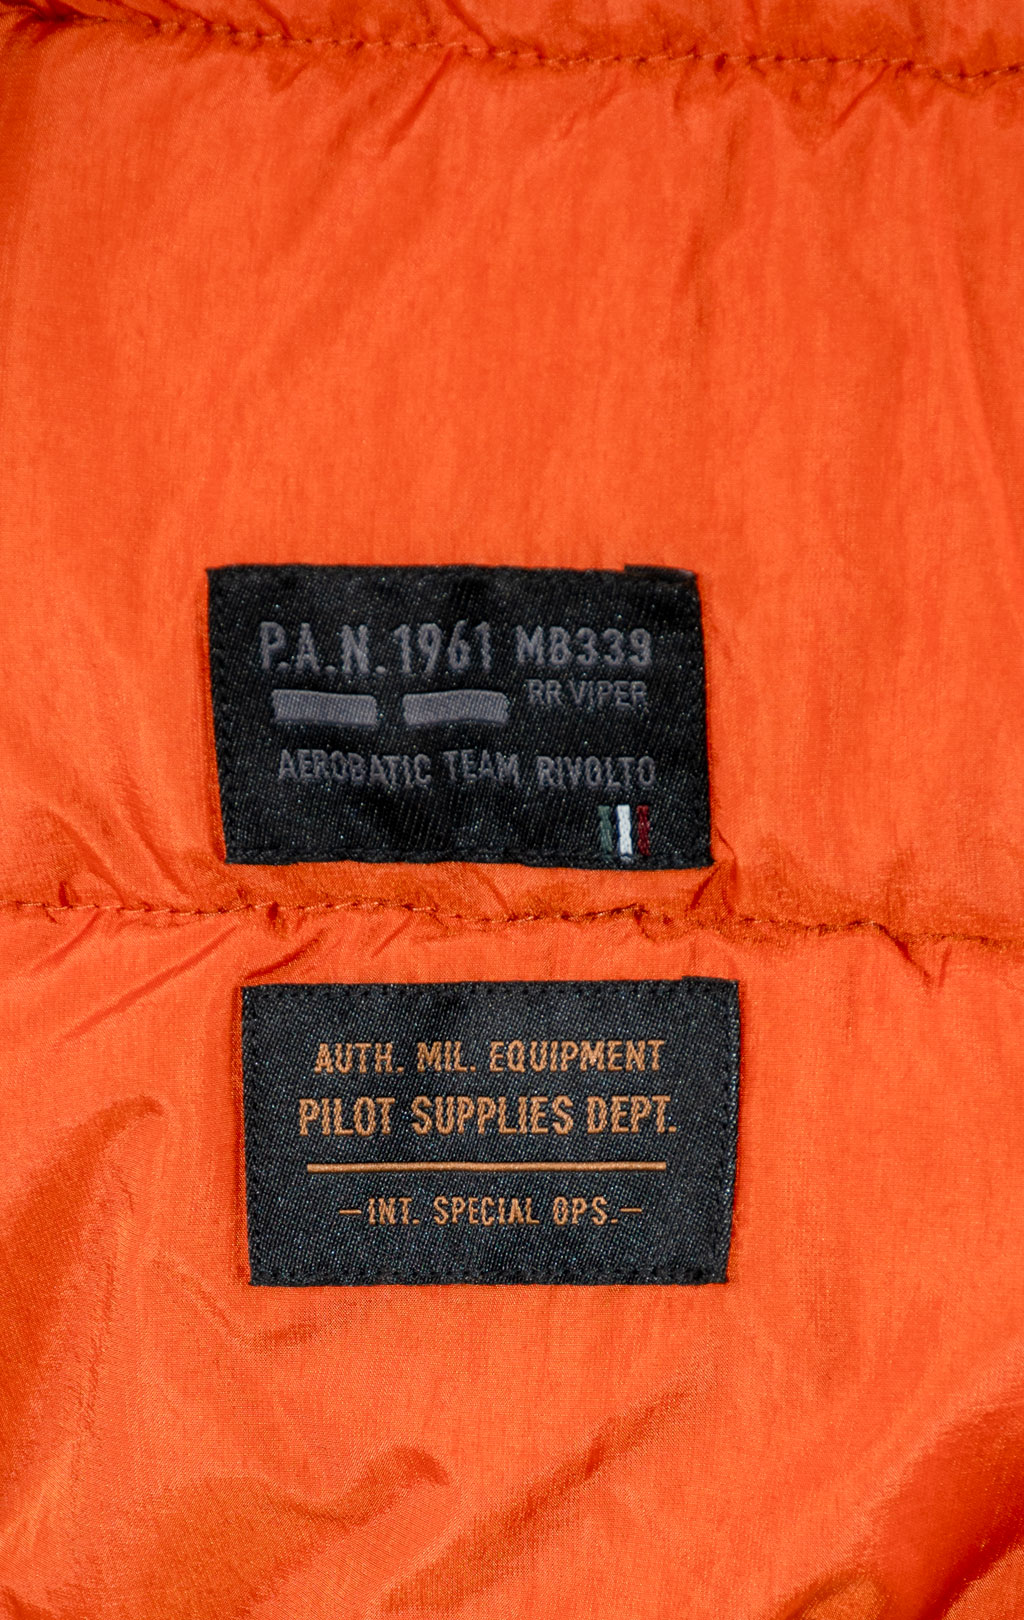 P.A.N. 1961 MB339
RR VIPER
AEROBATIC TEAM RIVOLTO
AUTH. MIL. EQUIPMENT
PILOT SUPPLIES DEPT.
—INT. SPECIAL OPS.—